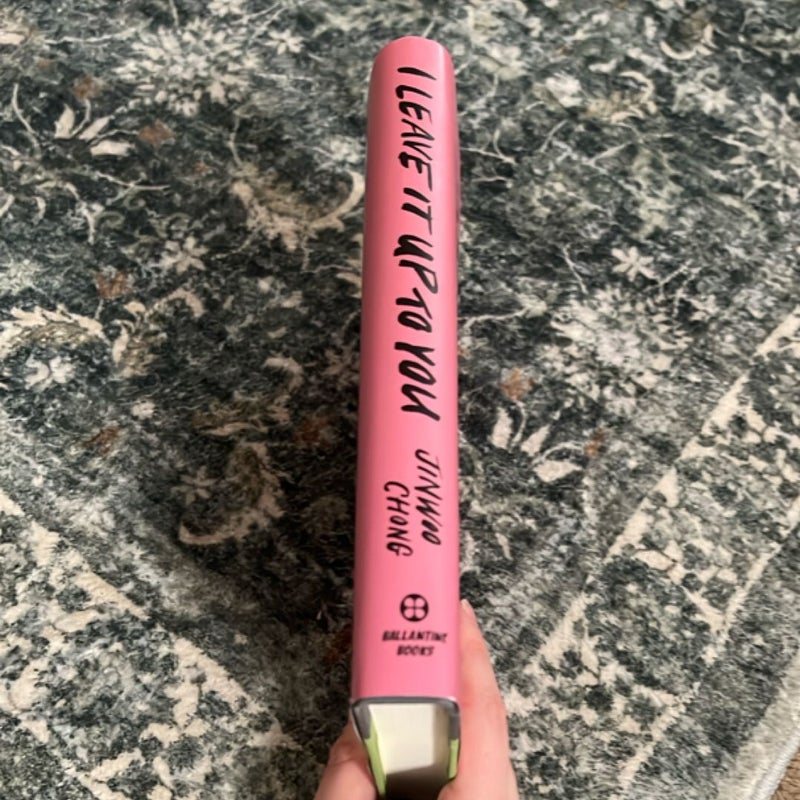 I LEAVE IT UP TO YOU
JINWOO
CHONG
BALLANTINE
BOOKS